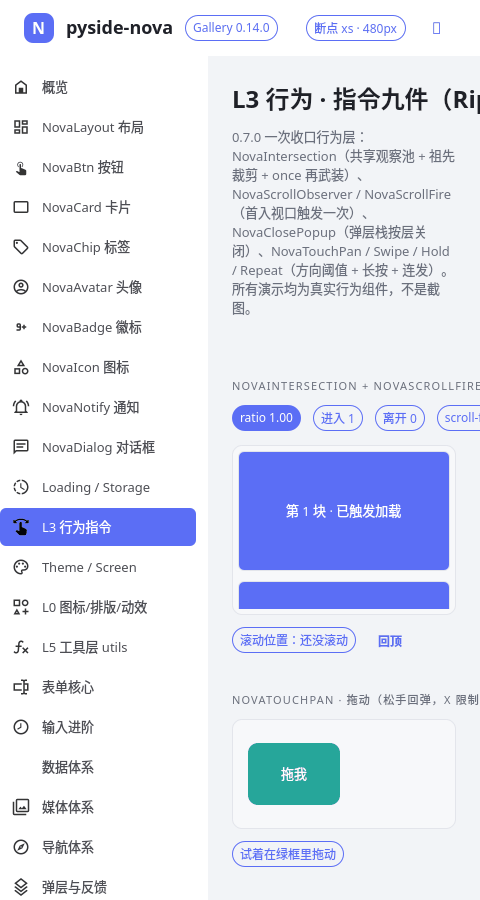 N pyside-nova Gallery 0.14.0 断点 xs · 480px
概览
NovaLayout 布局
NovaBtn 按钮
NovaCard 卡片
NovaChip 标签
NovaAvatar 头像
9+ NovaBadge 徽标
NovaIcon 图标
NovaNotify 通知
NovaDialog 对话框
Loading / Storage
L3 行为指令
Theme / Screen
L0 图标/排版/动效
L5 工具层 utils
表单核心
输入进阶
数据体系
媒体体系
导航体系
弹层与反馈
L3 行为 · 指令九件（Rip
0.7.0 一次收口行为层：
NovaIntersection（共享观察池 + 祖先
裁剪 + once 再武装）、
NovaScrollObserver / NovaScrollFire
（首入视口触发一次）、
NovaClosePopup（弹层栈按层关
闭）、NovaTouchPan / Swipe / Hold
/ Repeat（方向阈值 + 长按 + 连发）。
所有演示均为真实行为组件，不是截
图。
NOVAINTERSECTION + NOVASCROLLFIRE
ratio 1.00 进入 1 离开 0 scroll-f
第 1 块 · 已触发加载
滚动位置：还没滚动 回顶
NOVATOUCHPAN · 拖动（松手回弹，X 限制
拖我
试着在绿框里拖动